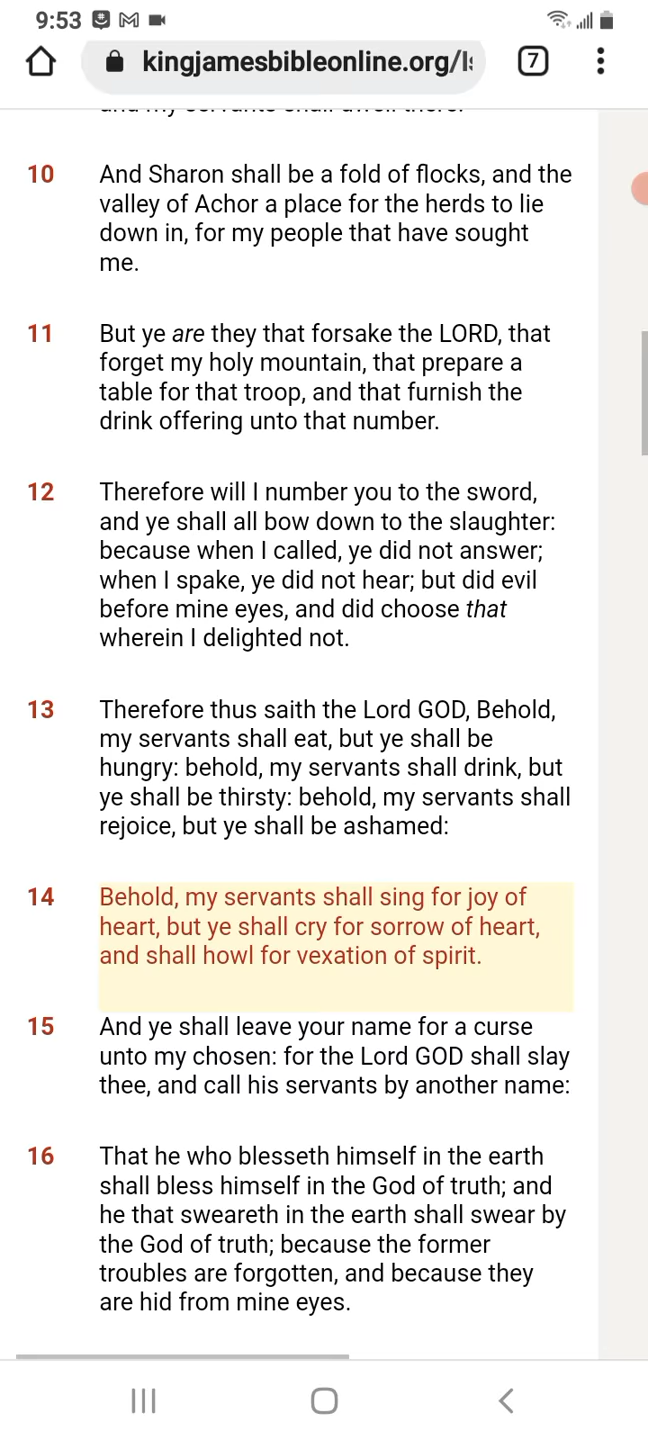 9:53
kingjamesbibleonline.org/I
7
and my servants shall dwell there.
10 And Sharon shall be a fold of flocks, and the
valley of Achor a place for the herds to lie
down in, for my people that have sought
me.
11 But ye are they that forsake the LORD, that
forget my holy mountain, that prepare a
table for that troop, and that furnish the
drink offering unto that number.
12 Therefore will I number you to the sword,
and ye shall all bow down to the slaughter:
because when I called, ye did not answer;
when I spake, ye did not hear; but did evil
before mine eyes, and did choose that
wherein I delighted not.
13 Therefore thus saith the Lord GOD, Behold,
my servants shall eat, but ye shall be
hungry: behold, my servants shall drink, but
ye shall be thirsty: behold, my servants shall
rejoice, but ye shall be ashamed:
14 Behold, my servants shall sing for joy of
heart, but ye shall cry for sorrow of heart,
and shall howl for vexation of spirit.
15 And ye shall leave your name for a curse
unto my chosen: for the Lord GOD shall slay
thee, and call his servants by another name:
16 That he who blesseth himself in the earth
shall bless himself in the God of truth; and
he that sweareth in the earth shall swear by
the God of truth; because the former
troubles are forgotten, and because they
are hid from mine eyes.